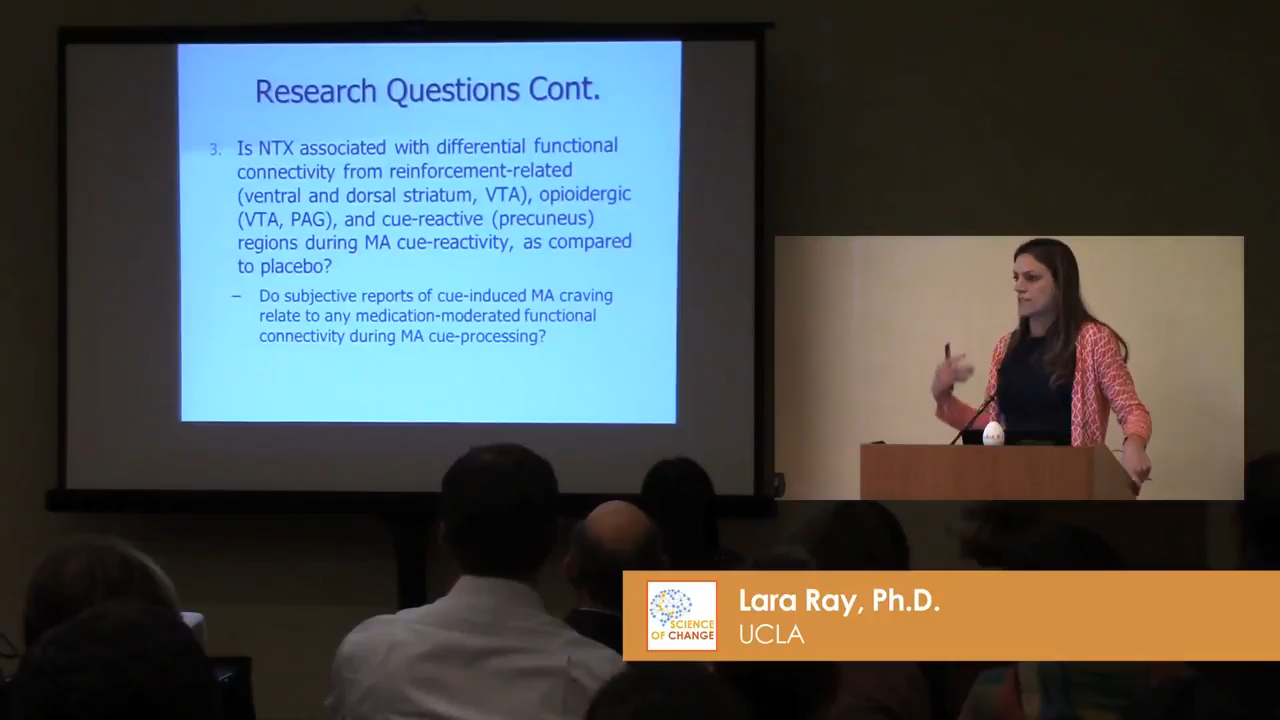 Research Questions Cont.
3. Is NTX associated with differential functional
connectivity from reinforcement-related
(ventral and dorsal striatum, VTA), opioidergic
(VTA, PAG), and cue-reactive (precuneus)
regions during MA cue-reactivity, as compared
to placebo?
– Do subjective reports of cue-induced MA craving
relate to any medication-moderated functional
connectivity during MA cue-processing?
SCIENCE
OF CHANGE
Lara Ray, Ph.D.
UCLA